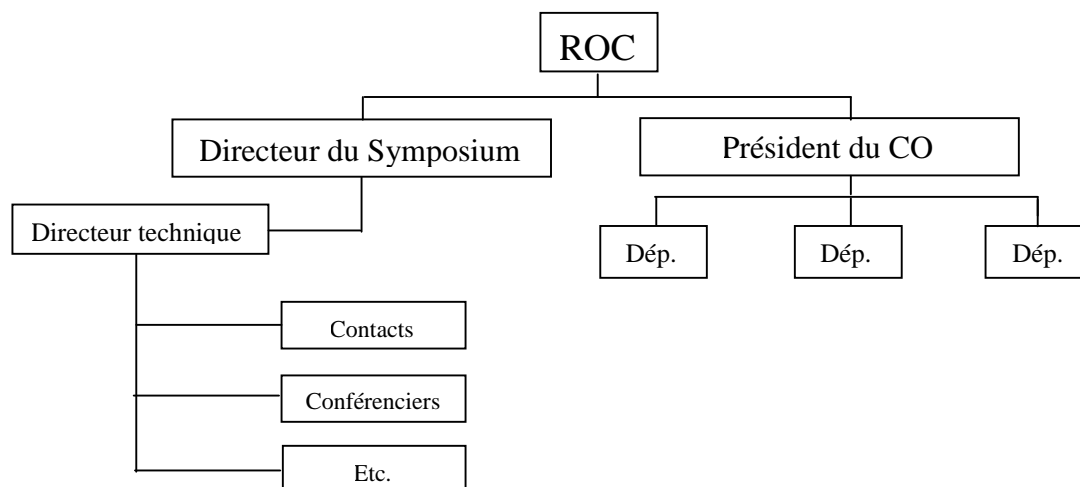 ROC
Directeur du Symposium
Président du CO
Directeur technique
Dép.
Dép.
Dép.
Contacts
Conférenciers
Etc.